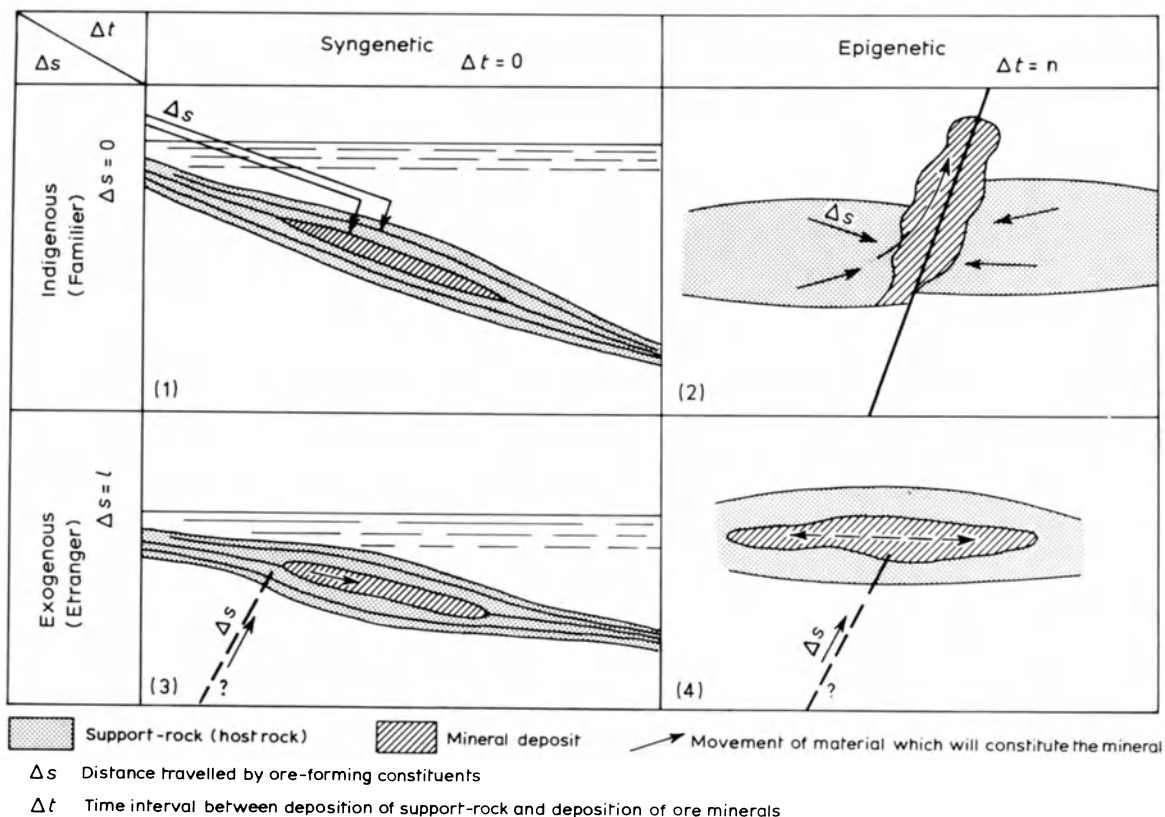 Δt
Δs
Syngenetic
Δt = 0
Epigenetic
Δt = n
Indigenous
(Familier)
Δs = 0
Δs
(1)
Δs
(2)
Exogenous
(Etranger)
Δs = l
Δs
?
(3)
Δs
?
(4)
Support-rock (host rock)
Mineral deposit
Movement of material which will constitute the mineral
Δs Distance travelled by ore-forming constituents
Δt Time interval between deposition of support-rock and deposition of ore minerals